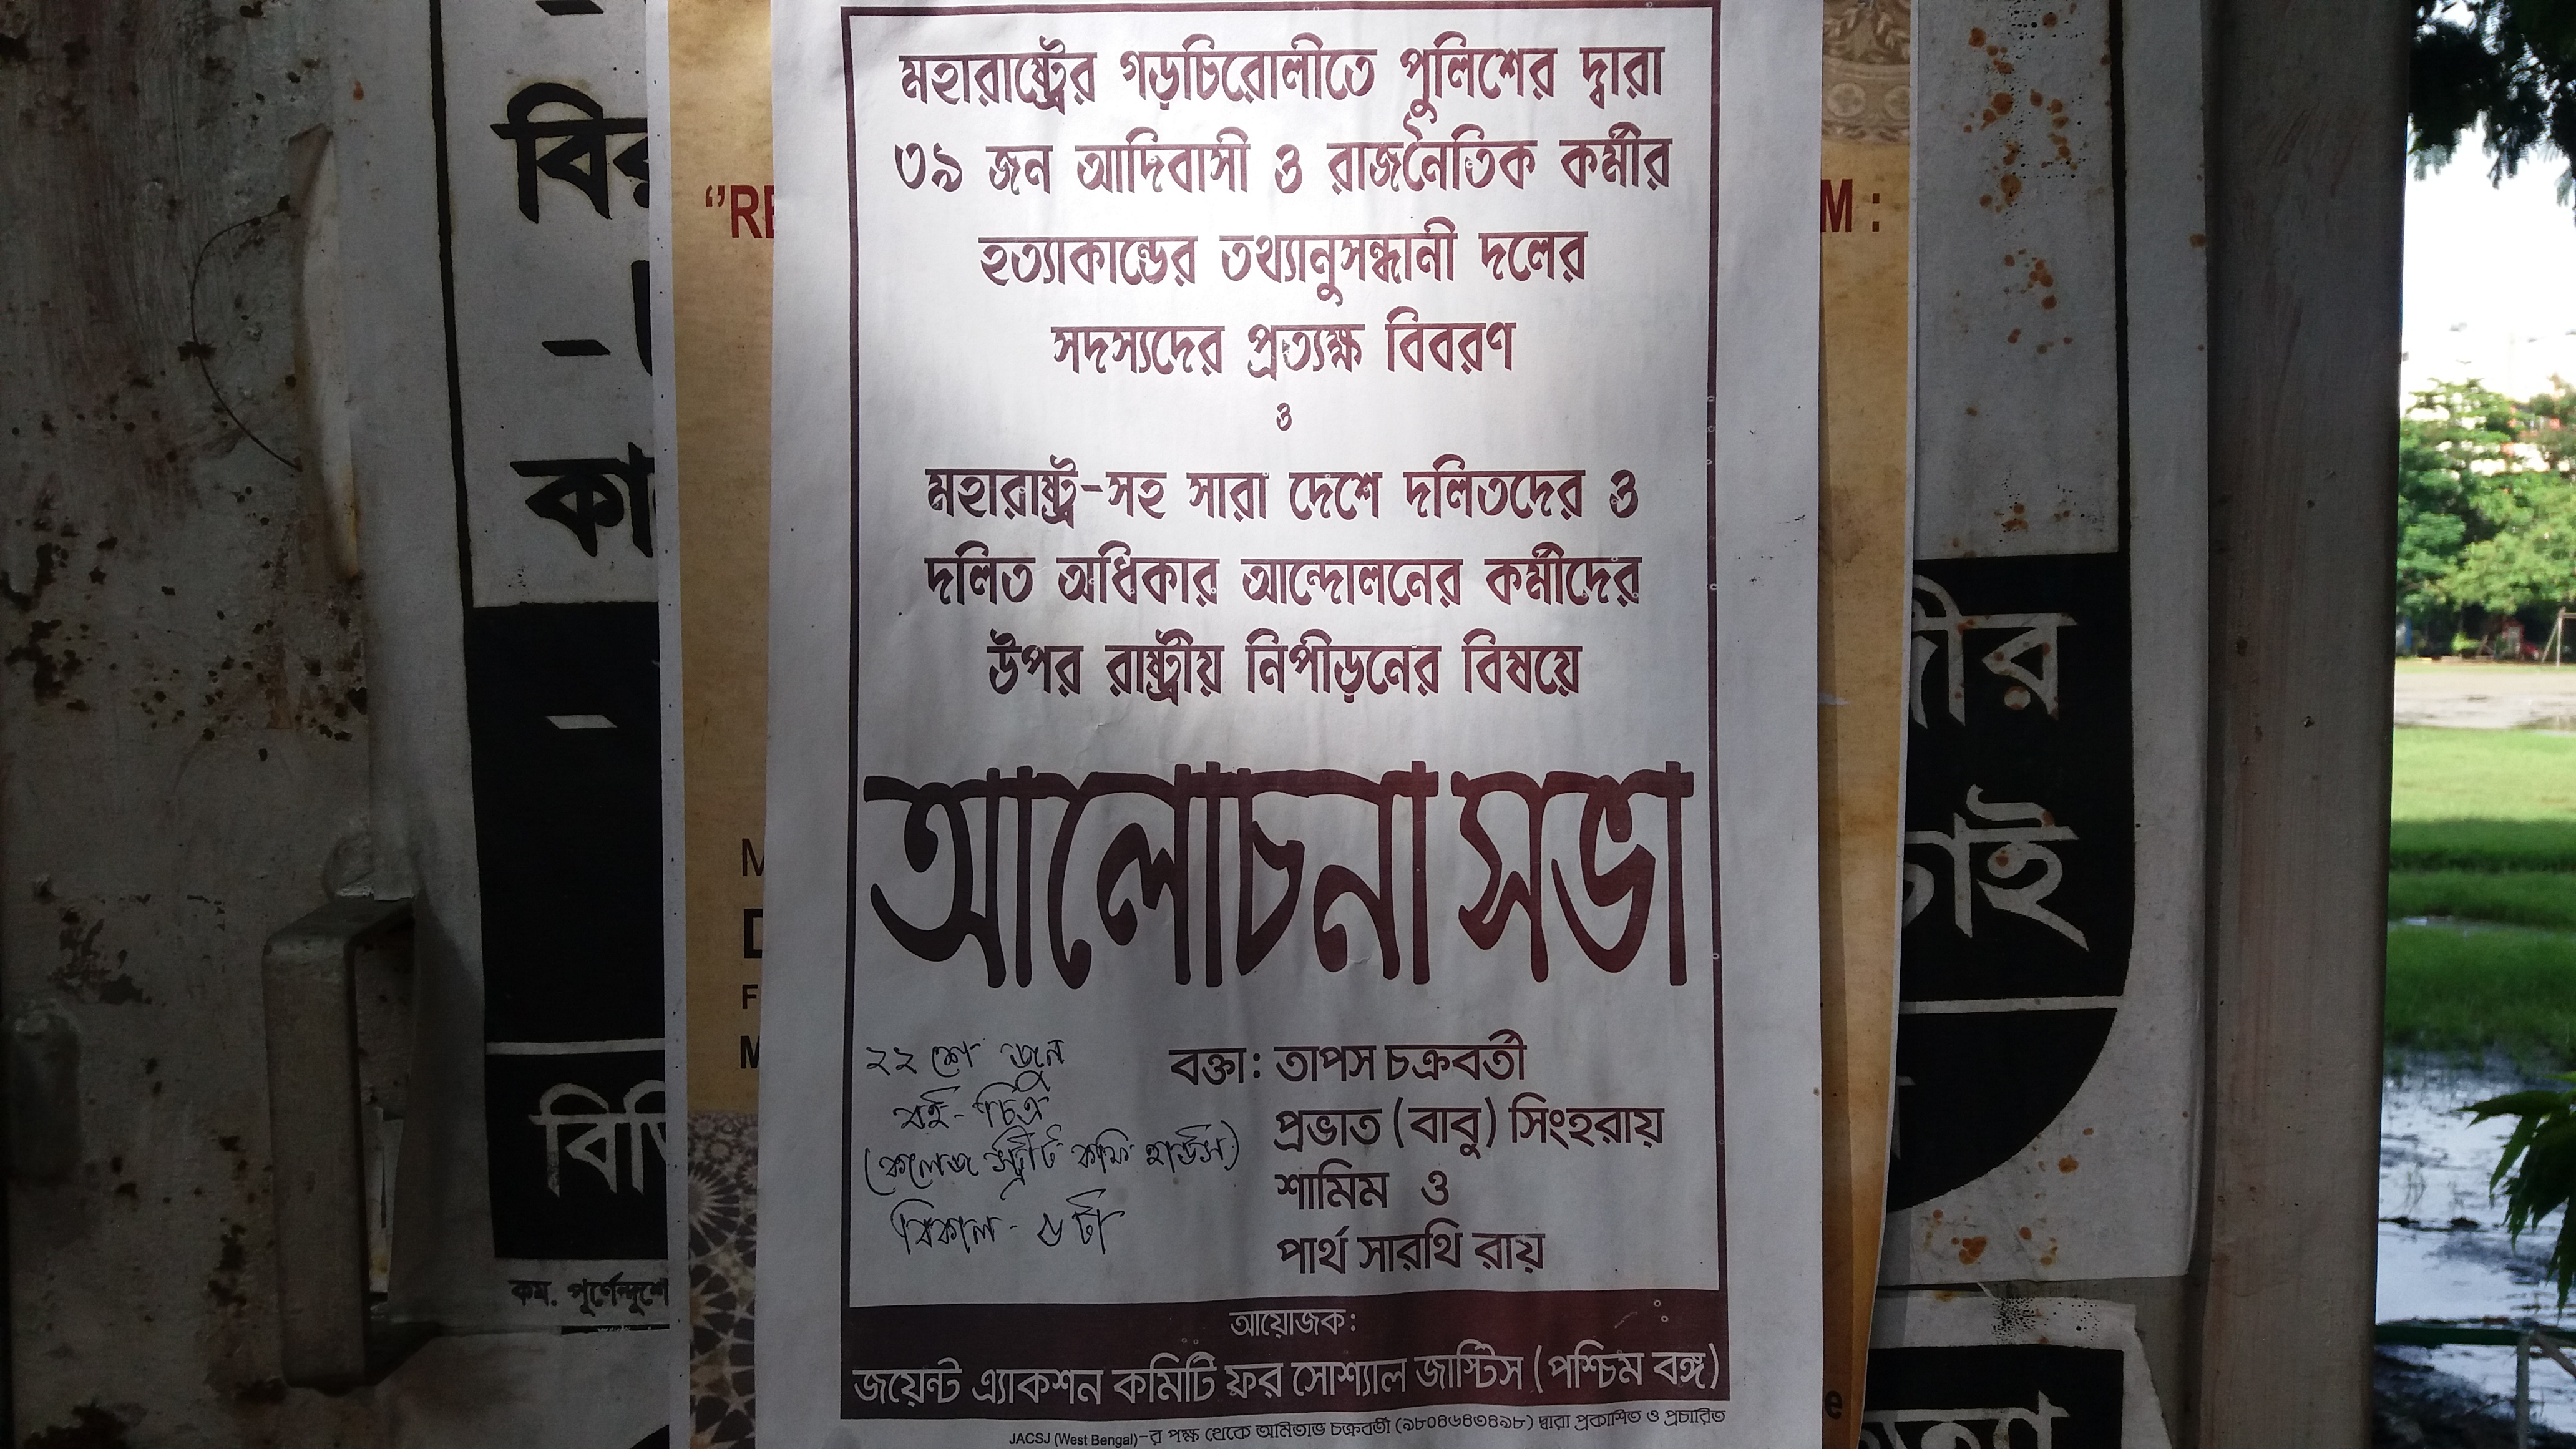 মহারাষ্ট্রের গড়চিরোলীতে পুলিশের দ্বারা
৩৯ জন আদিবাসী ও রাজনৈতিক কর্মীর
হত্যাকান্ডের তথ্যানুসন্ধানী দলের
সদস্যদের প্রত্যক্ষ বিবরণ
ও
মহারাষ্ট্র-সহ সারা দেশে দলিতদের ও
দলিত অধিকার আন্দোলনের কর্মীদের
উপর রাষ্ট্রীয় নিপীড়নের বিষয়ে
আলোচনা সভা
২২ শে জুন
বই-চিত্র
(কলেজ স্ট্রীট কফি হাউস)
বিকাল - ৬ টা
বক্তা: তাপস চক্রবর্তী
প্রভাত (বাবু) সিংহরায়
শামিম ও
পার্থ সারথি রায়
আয়োজক:
জয়েন্ট এ্যাকশন কমিটি ফর সোশ্যাল জাস্টিস (পশ্চিম বঙ্গ)
JACSJ (West Bengal)-র পক্ষ থেকে অমিতাভ চক্রবর্তী (৯৮০৪৬৪৩৪৯৮) দ্বারা প্রকাশিত ও প্রচারিত
কম. পূর্ণেন্দুশে